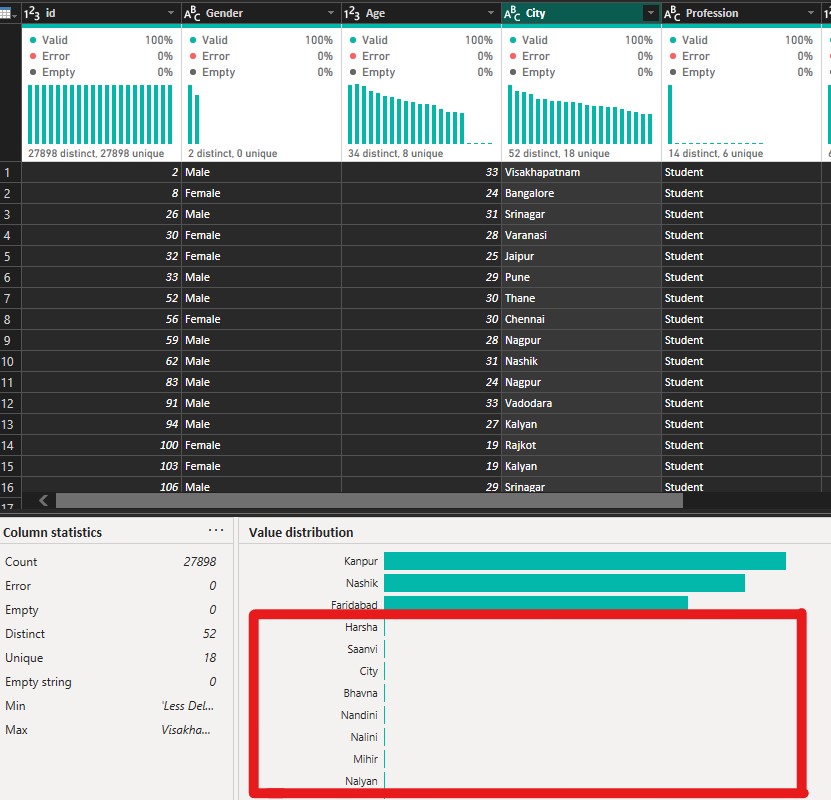 1²3 id ABC Gender 1²3 Age ABC City ABC Profession
Valid 100% Valid 100% Valid 100% Valid 100% Valid 100%
Error 0% Error 0% Error 0% Error 0% Error 0%
Empty 0% Empty 0% Empty 0% Empty 0% Empty 0%
27898 distinct, 27898 unique 2 distinct, 0 unique 34 distinct, 8 unique 52 distinct, 18 unique 14 distinct, 6 unique
1 2 Male 33 Visakhapatnam Student
2 8 Female 24 Bangalore Student
3 26 Male 31 Srinagar Student
4 30 Female 28 Varanasi Student
5 32 Female 25 Jaipur Student
6 33 Male 29 Pune Student
7 52 Male 30 Thane Student
8 56 Female 30 Chennai Student
9 59 Male 28 Nagpur Student
10 62 Male 31 Nashik Student
11 83 Male 24 Nagpur Student
12 91 Male 33 Vadodara Student
13 94 Male 27 Kalyan Student
14 100 Female 19 Rajkot Student
15 103 Female 19 Kalyan Student
16 106 Male 29 Srinagar Student
17
Column statistics ...
Count 27898
Error 0
Empty 0
Distinct 52
Unique 18
Empty string 0
Min 'Less Del...
Max Visakha...
Value distribution
Kanpur
Nashik
Faridabad
Harsha
Saanvi
City
Bhavna
Nandini
Nalini
Mihir
Nalyan